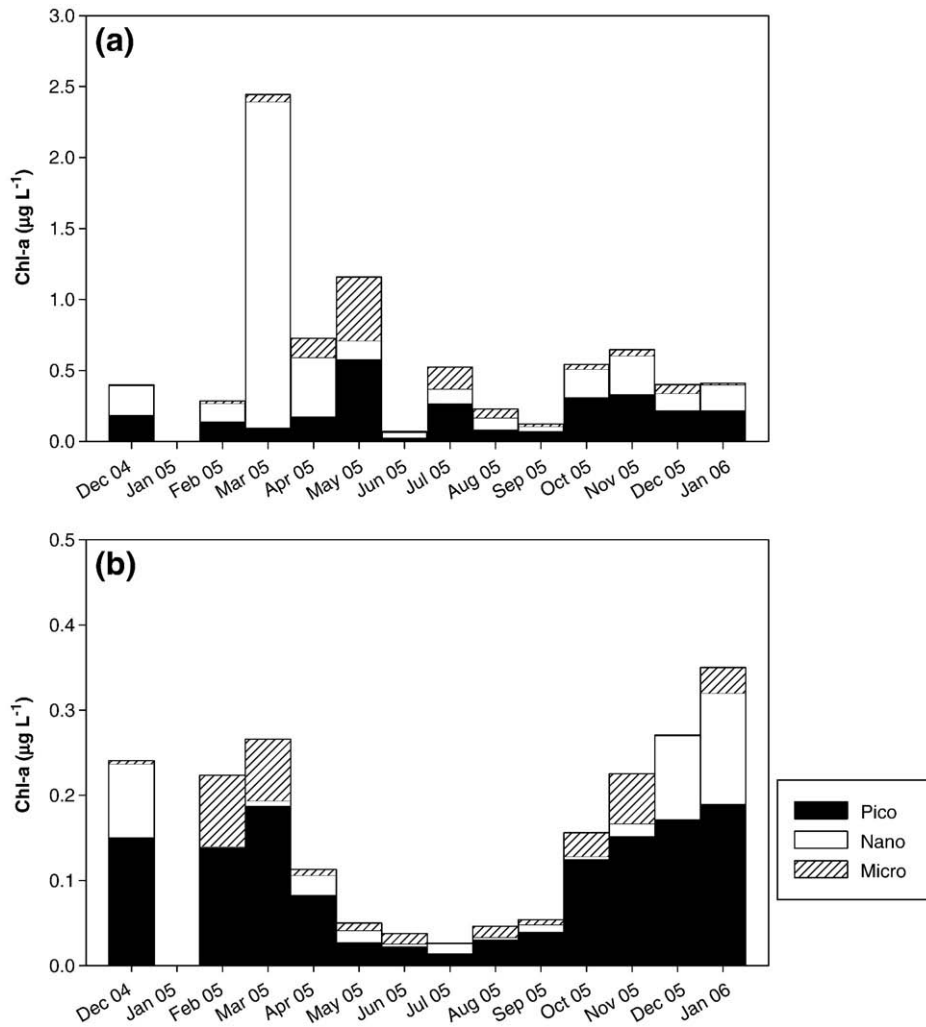 (a)
3.0
2.5
2.0
1.5
1.0
0.5
0.0
Chl-a (µg L⁻¹)
Dec 04
Jan 05
Feb 05
Mar 05
Apr 05
May 05
Jun 05
Jul 05
Aug 05
Sep 05
Oct 05
Nov 05
Dec 05
Jan 06
(b)
0.5
0.4
0.3
0.2
0.1
0.0
Chl-a (µg L⁻¹)
Dec 04
Jan 05
Feb 05
Mar 05
Apr 05
May 05
Jun 05
Jul 05
Aug 05
Sep 05
Oct 05
Nov 05
Dec 05
Jan 06
Pico
Nano
Micro